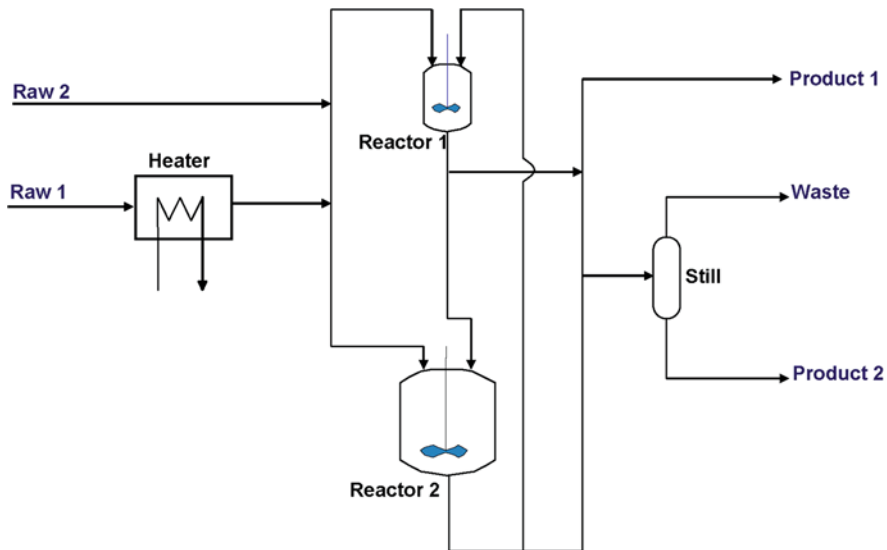 Raw 2
Raw 1
Heater
Reactor 1
Reactor 2
Product 1
Waste
Still
Product 2